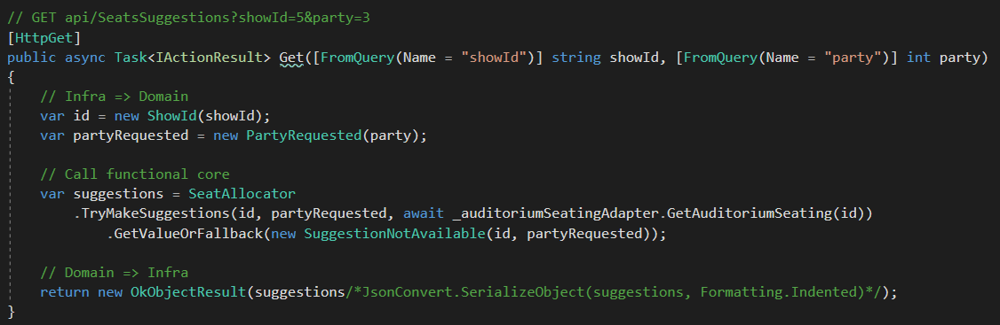 // GET api/SeatsSuggestions?showId=5&party=3
[HttpGet]
public async Task<IActionResult> Get([FromQuery(Name = "showId")] string showId, [FromQuery(Name = "party")] int party)
{
    // Infra => Domain
    var id = new ShowId(showId);
    var partyRequested = new PartyRequested(party);

    // Call functional core
    var suggestions = SeatAllocator
        .TryMakeSuggestions(id, partyRequested, await _auditoriumSeatingAdapter.GetAuditoriumSeating(id))
            .GetValueOrFallback(new SuggestionNotAvailable(id, partyRequested));

    // Domain => Infra
    return new OkObjectResult(suggestions/*JsonConvert.SerializeObject(suggestions, Formatting.Indented)*/);
}